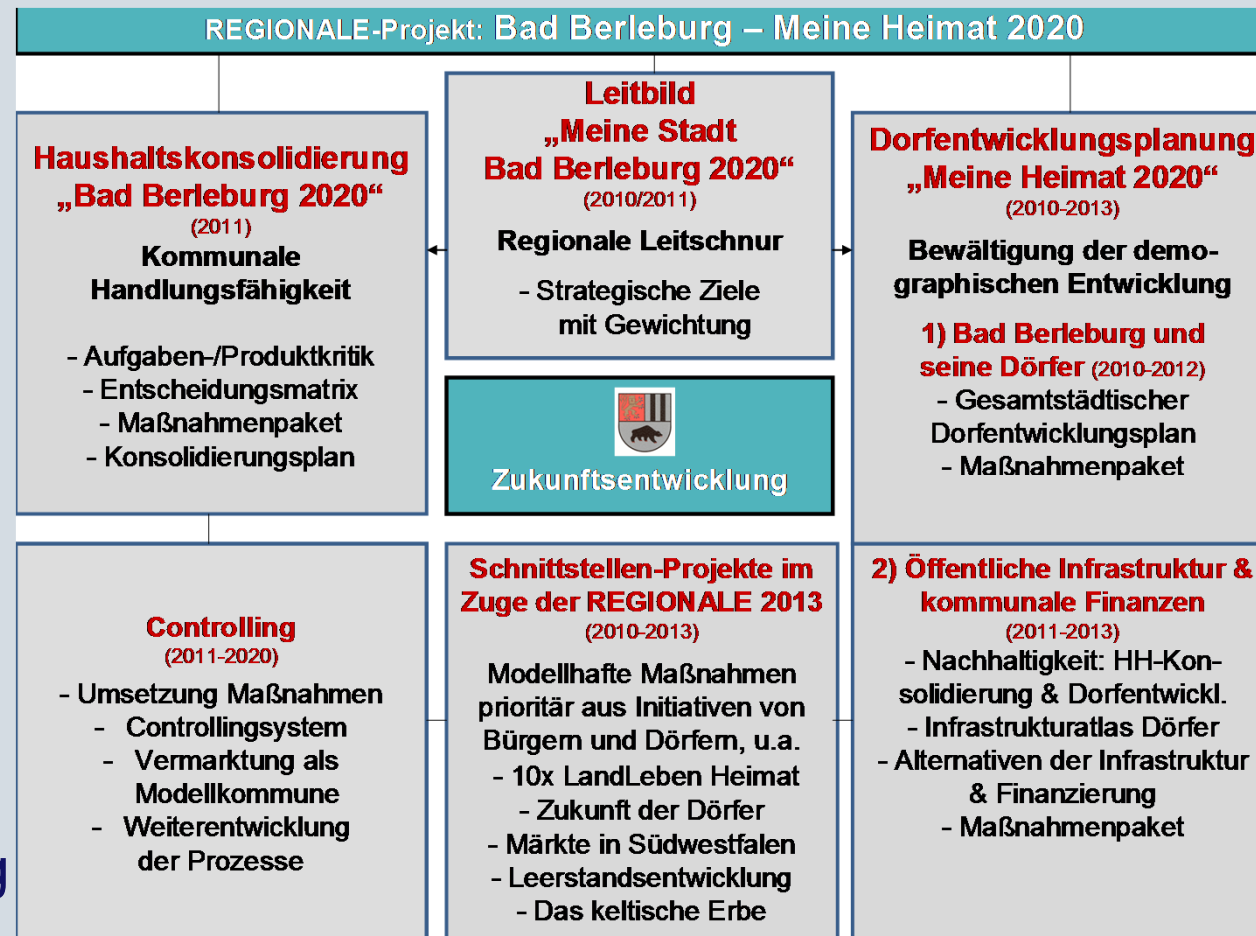 REGIONALE-Projekt: Bad Berleburg – Meine Heimat 2020
Haushaltskonsolidierung
„Bad Berleburg 2020“
(2011)
Kommunale
Handlungsfähigkeit
- Aufgaben-/Produktkritik
- Entscheidungsmatrix
- Maßnahmenpaket
- Konsolidierungsplan
Leitbild
„Meine Stadt
Bad Berleburg 2020“
(2010/2011)
Regionale Leitschnur
- Strategische Ziele
mit Gewichtung
Zukunftsentwicklung
Dorfentwicklungsplanung
„Meine Heimat 2020“
(2010-2013)
Bewältigung der demo-
graphischen Entwicklung
1) Bad Berleburg und
seine Dörfer (2010-2012)
- Gesamtstädtischer
Dorfentwicklungsplan
- Maßnahmenpaket
Controlling
(2011-2020)
- Umsetzung Maßnahmen
- Controllingsystem
- Vermarktung als
Modellkommune
- Weiterentwicklung
der Prozesse
Schnittstellen-Projekte im
Zuge der REGIONALE 2013
(2010-2013)
Modellhafte Maßnahmen
prioritär aus Initiativen von
Bürgern und Dörfern, u.a.
- 10x LandLeben Heimat
- Zukunft der Dörfer
- Märkte in Südwestfalen
- Leerstandsentwicklung
- Das keltische Erbe
2) Öffentliche Infrastruktur &
kommunale Finanzen
(2011-2013)
- Nachhaltigkeit: HH-Kon-
solidierung & Dorfentwickl.
- Infrastrukturatlas Dörfer
- Alternativen der Infrastruktur
& Finanzierung
- Maßnahmenpaket
g